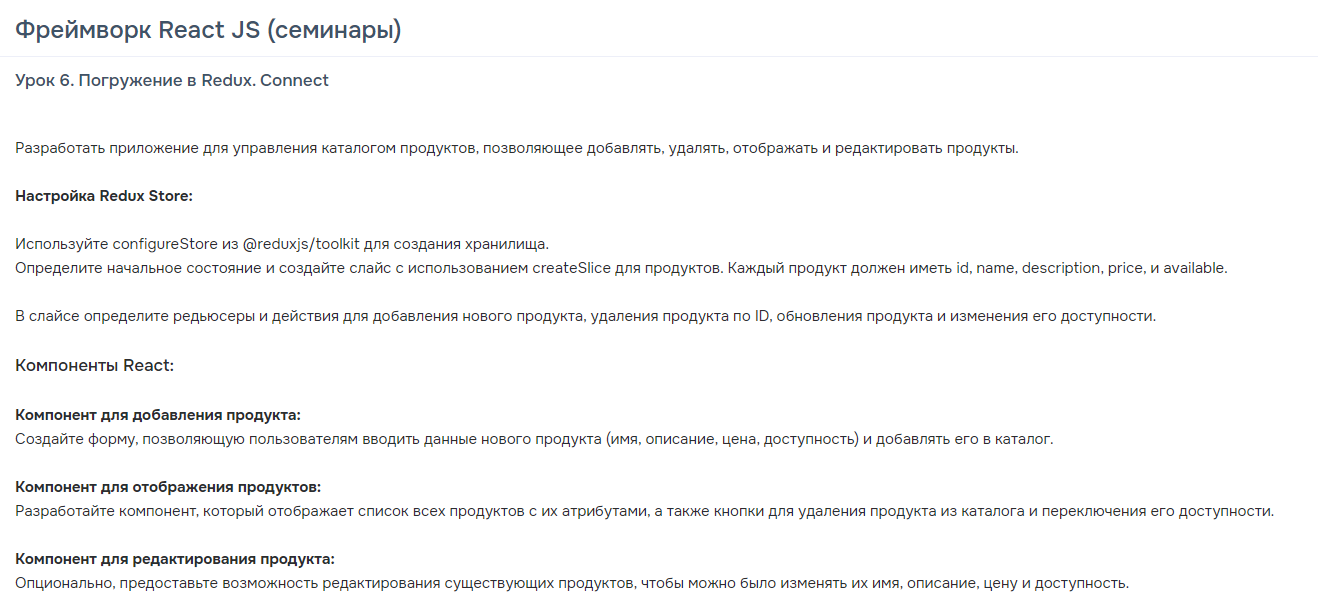 Фреймворк React JS (семинары)
Урок 6. Погружение в Redux. Connect
Разработать приложение для управления каталогом продуктов, позволяющее добавлять, удалять, отображать и редактировать продукты.
Настройка Redux Store:
Используйте configureStore из @reduxjs/toolkit для создания хранилища.
Определите начальное состояние и создайте слайс с использованием createSlice для продуктов. Каждый продукт должен иметь id, name, description, price, и available.
В слайсе определите редьюсеры и действия для добавления нового продукта, удаления продукта по ID, обновления продукта и изменения его доступности.
Компоненты React:
Компонент для добавления продукта:
Создайте форму, позволяющую пользователям вводить данные нового продукта (имя, описание, цена, доступность) и добавлять его в каталог.
Компонент для отображения продуктов:
Разработайте компонент, который отображает список всех продуктов с их атрибутами, а также кнопки для удаления продукта из каталога и переключения его доступности.
Компонент для редактирования продукта:
Опционально, предоставьте возможность редактирования существующих продуктов, чтобы можно было изменять их имя, описание, цену и доступность.